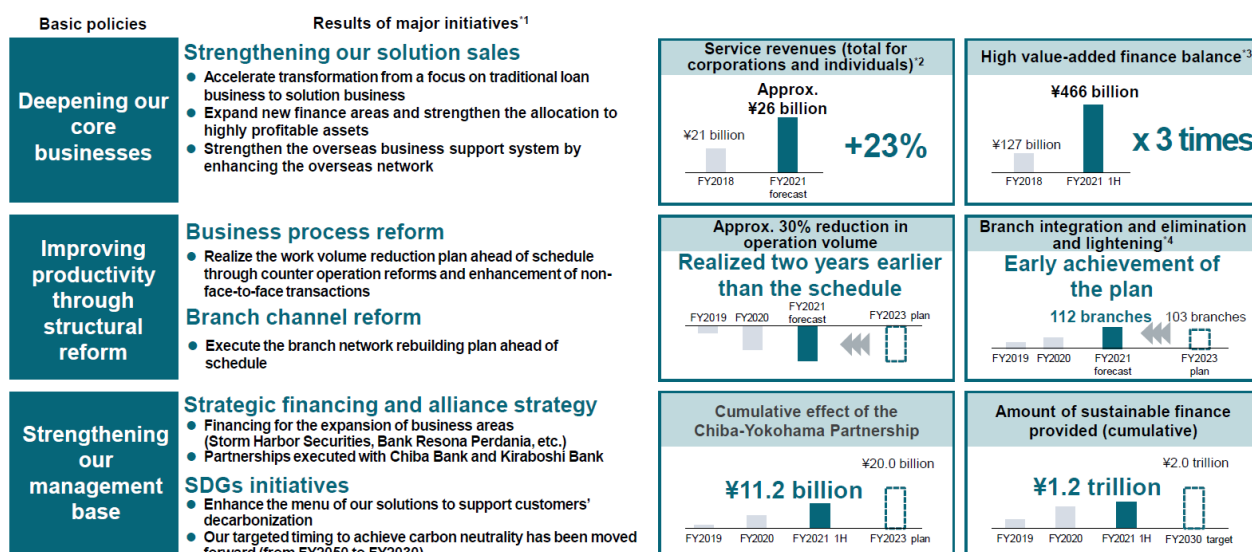 Basic policies
Results of major initiatives*1
Deepening our
core
businesses
Strengthening our solution sales
● Accelerate transformation from a focus on traditional loan
business to solution business
● Expand new finance areas and strengthen the allocation to
highly profitable assets
● Strengthen the overseas business support system by
enhancing the overseas network
Service revenues (total for
corporations and individuals)*2
Approx.
¥26 billion
¥21 billion
+23%
FY2018
FY2021
forecast
High value-added finance balance*3
¥466 billion
¥127 billion
x 3 times
FY2018
FY2021 1H
Improving
productivity
through
structural
reform
Business process reform
● Realize the work volume reduction plan ahead of schedule
through counter operation reforms and enhancement of non-
face-to-face transactions
Branch channel reform
● Execute the branch network rebuilding plan ahead of
schedule
Approx. 30% reduction in
operation volume
Realized two years earlier
than the schedule
FY2019 FY2020
FY2021
forecast
FY2023 plan
Branch integration and elimination
and lightening*4
Early achievement of
the plan
112 branches
103 branches
FY2019 FY2020
FY2021
forecast
FY2023
plan
Strengthening
our
management
base
Strategic financing and alliance strategy
● Financing for the expansion of business areas
(Storm Harbor Securities, Bank Resona Perdania, etc.)
● Partnerships executed with Chiba Bank and Kiraboshi Bank
SDGs initiatives
● Enhance the menu of our solutions to support customers'
decarbonization
● Our targeted timing to achieve carbon neutrality has been moved
forward (from FY2050 to FY2030)
Cumulative effect of the
Chiba-Yokohama Partnership
¥20.0 billion
¥11.2 billion
FY2019 FY2020 FY2021 1H FY2023 plan
Amount of sustainable finance
provided (cumulative)
¥2.0 trillion
¥1.2 trillion
FY2019 FY2020 FY2021 1H FY2030 target